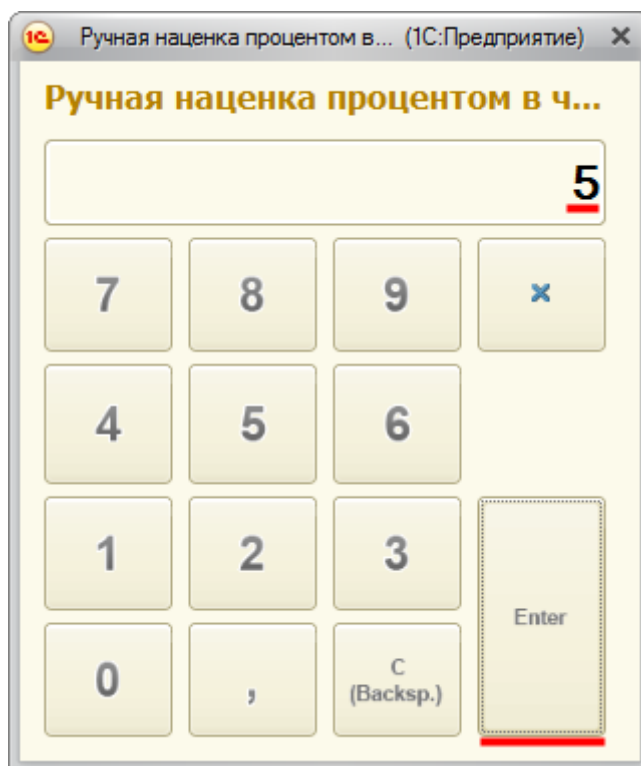 1С Ручная наценка процентом в... (1С:Предприятие)
Ручная наценка процентом в ч...
5
7 8 9
4 5 6
1 2 3
Enter
0 , C
(Backsp.)